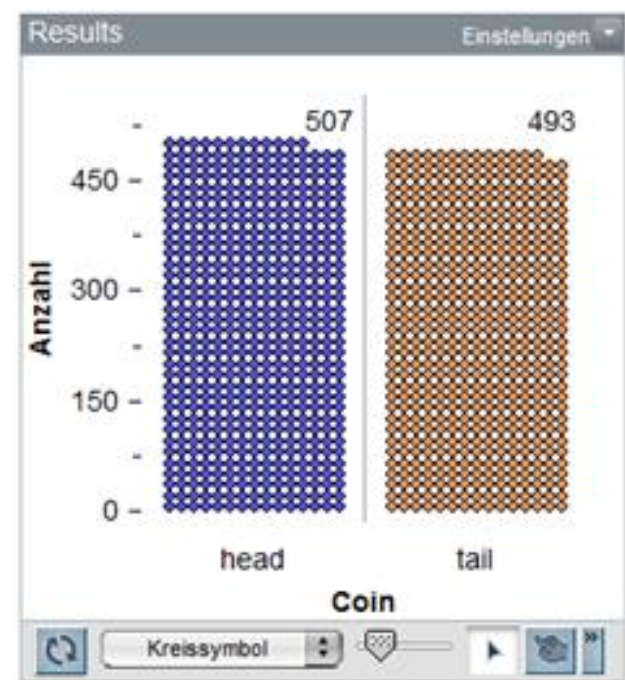 Results Einstellungen
507 493
450
300
150
0
Anzahl
head tail
Coin
Kreissymbol